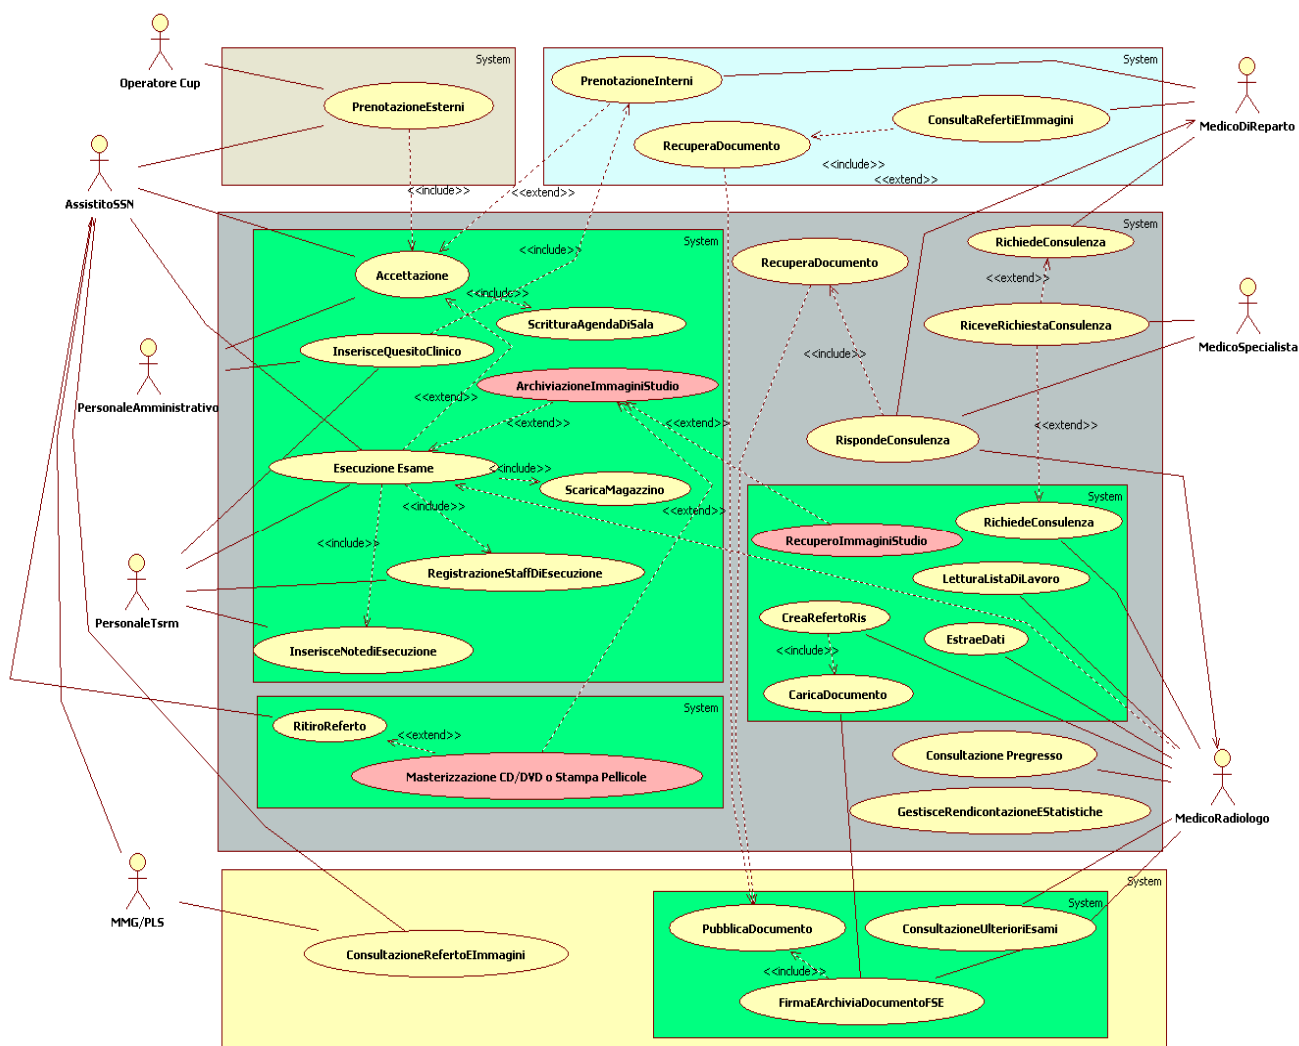 System
System
Operatore Cup
PrenotazioneEsterni
PrenotazioneInterni
ConsultaRefertiEImmagini
MedicoDiReparto
RecuperaDocumento
<<include>>
<<extend>>
<<include>>
<<extend>>
AssistitoSSN
System
System
<<include>>
RichiedeConsulenza
RecuperaDocumento
Accettazione
<<extend>>
<<include>>
ScritturaAgendaDiSala
RiceveRichiestaConsulenza
MedicoSpecialista
InserisceQuesitoClinico
<<include>>
PersonaleAmministrativo
ArchiviazioneImmaginiStudio
<<extend>>
<<extend>>
<<extend>>
<<extend>>
RispondeConsulenza
Esecuzione Esame
<<include>>
ScaricaMagazzino
System
<<include>>
RichiedeConsulenza
<<include>>
<<extend>>
RecuperoImmaginiStudio
RegistrazioneStaffDiEsecuzione
LetturaListaDiLavoro
PersonaleTsrm
CreaRefertoRis
EstraeDati
InserisceNotediEsecuzione
<<include>>
CaricaDocumento
System
RitiroReferto
<<extend>>
Consultazione Pregresso
Masterizzazione CD/DVD o Stampa Pellicole
GestisceRendicontazioneEStatistiche
MedicoRadiologo
System
System
MMG/PLS
PubblicaDocumento
ConsultazioneUlterioriEsami
ConsultazioneRefertoEImmagini
<<include>>
FirmaEArchiviaDocumentoFSE